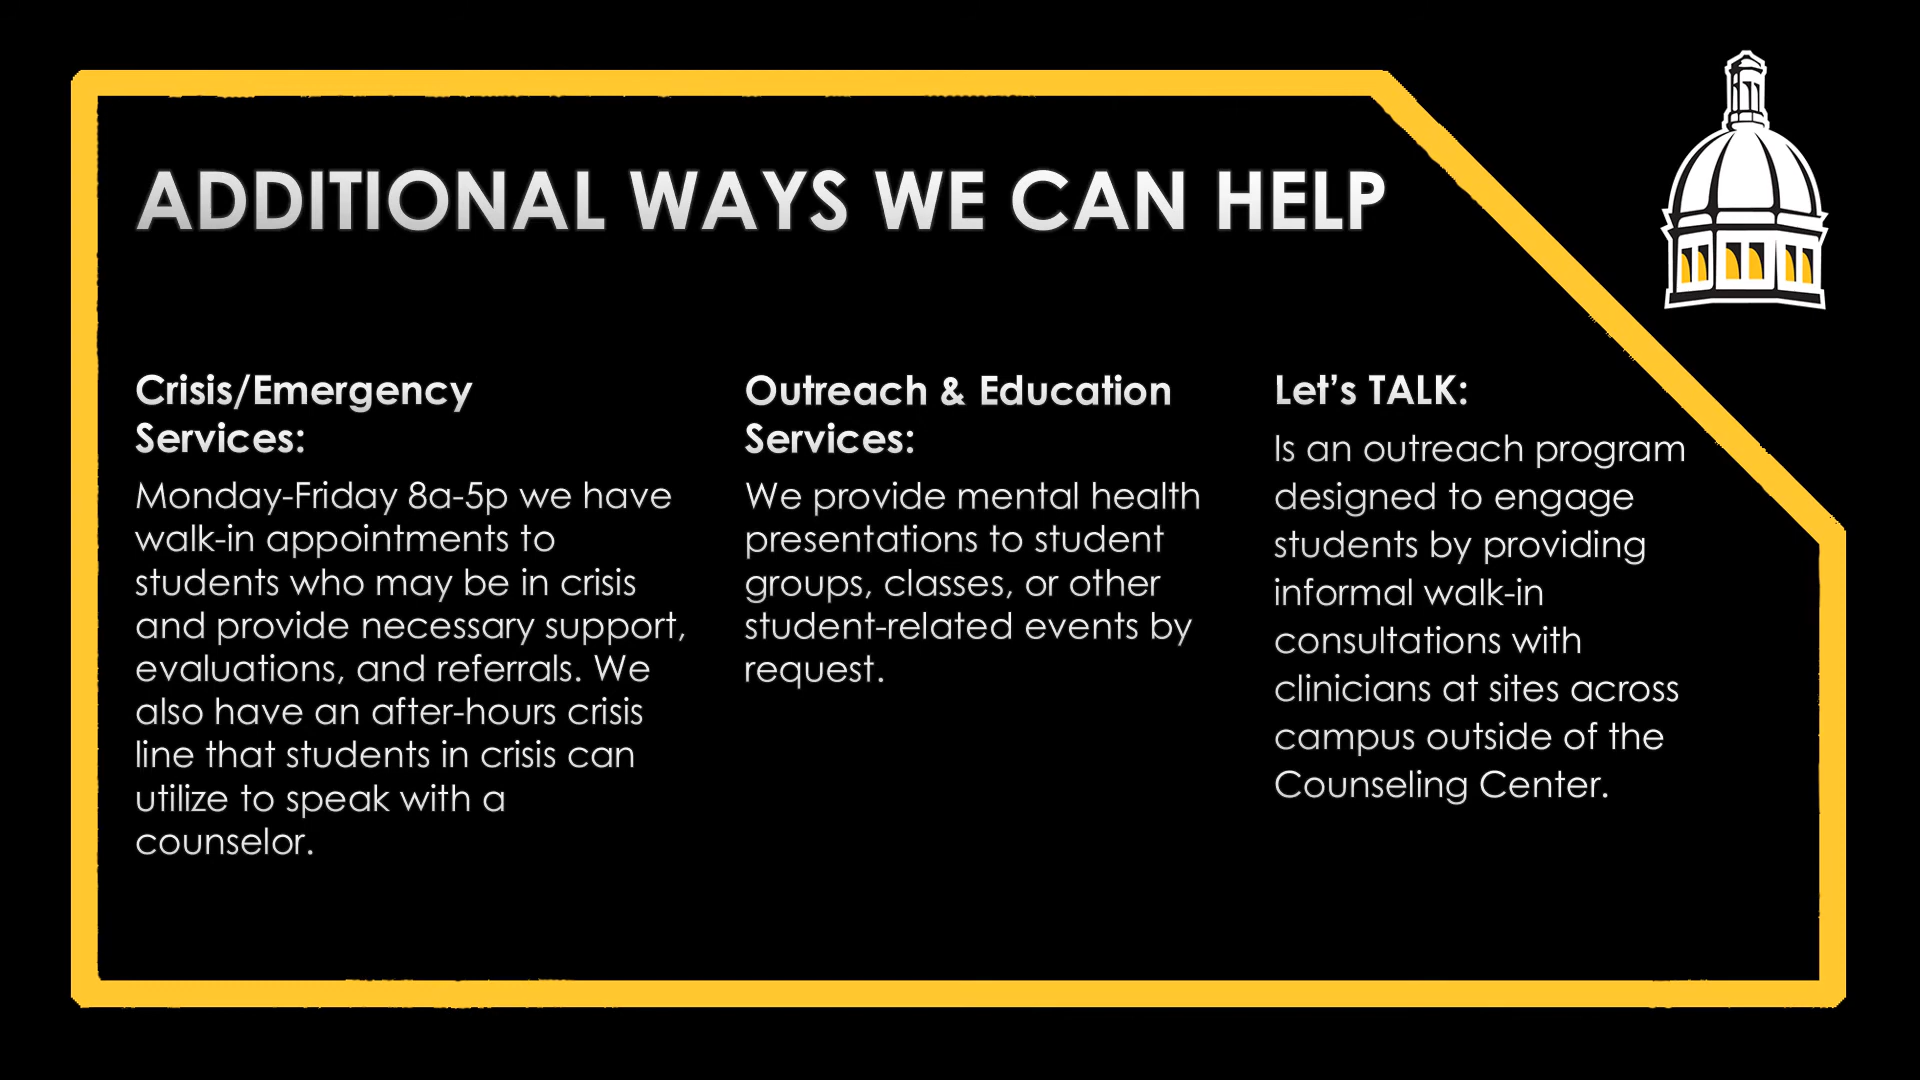 ADDITIONAL WAYS WE CAN HELP
Crisis/Emergency
Services:
Monday-Friday 8a-5p we have
walk-in appointments to
students who may be in crisis
and provide necessary support,
evaluations, and referrals. We
also have an after-hours crisis
line that students in crisis can
utilize to speak with a
counselor.
Outreach & Education
Services:
We provide mental health
presentations to student
groups, classes, or other
student-related events by
request.
Let’s TALK:
Is an outreach program
designed to engage
students by providing
informal walk-in
consultations with
clinicians at sites across
campus outside of the
Counseling Center.